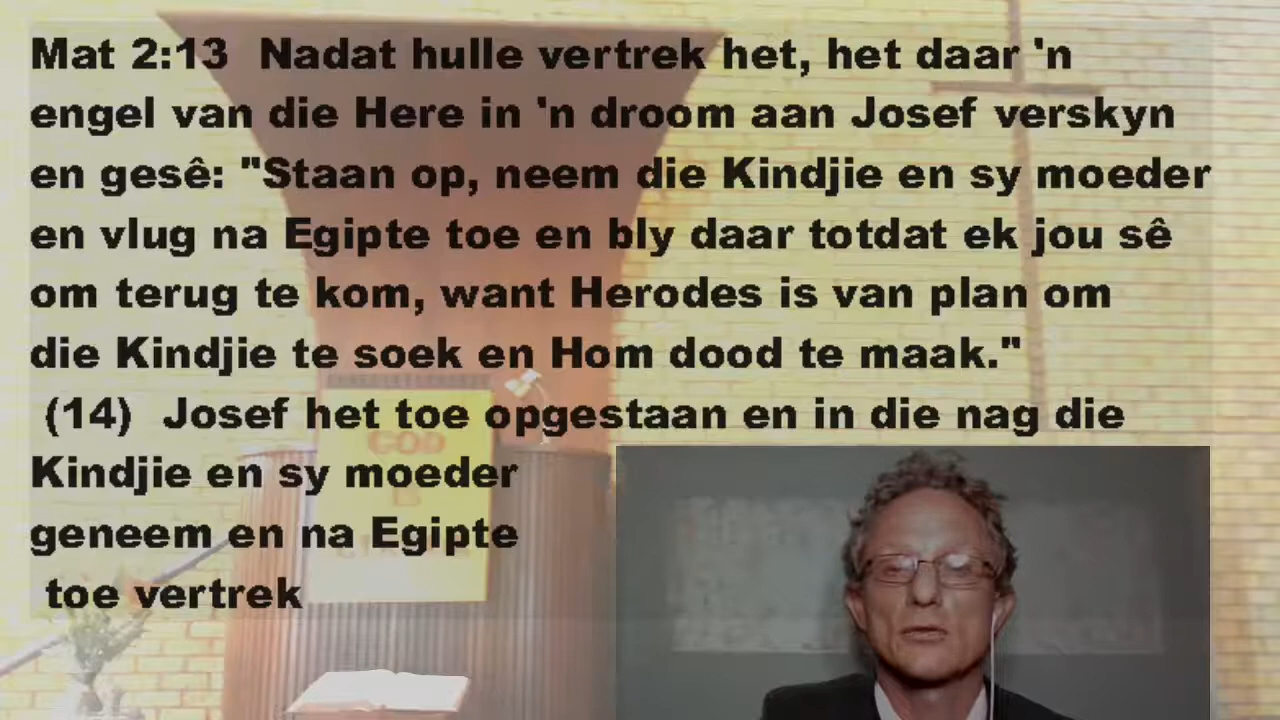 Mat 2:13 Nadat hulle vertrek het, het daar 'n
engel van die Here in 'n droom aan Josef verskyn
en gesê: "Staan op, neem die Kindjie en sy moeder
en vlug na Egipte toe en bly daar totdat ek jou sê
om terug te kom, want Herodes is van plan om
die Kindjie te soek en Hom dood te maak."
(14) Josef het toe opgestaan en in die nag die
Kindjie en sy moeder
geneem en na Egipte
toe vertrek
GOD
IS